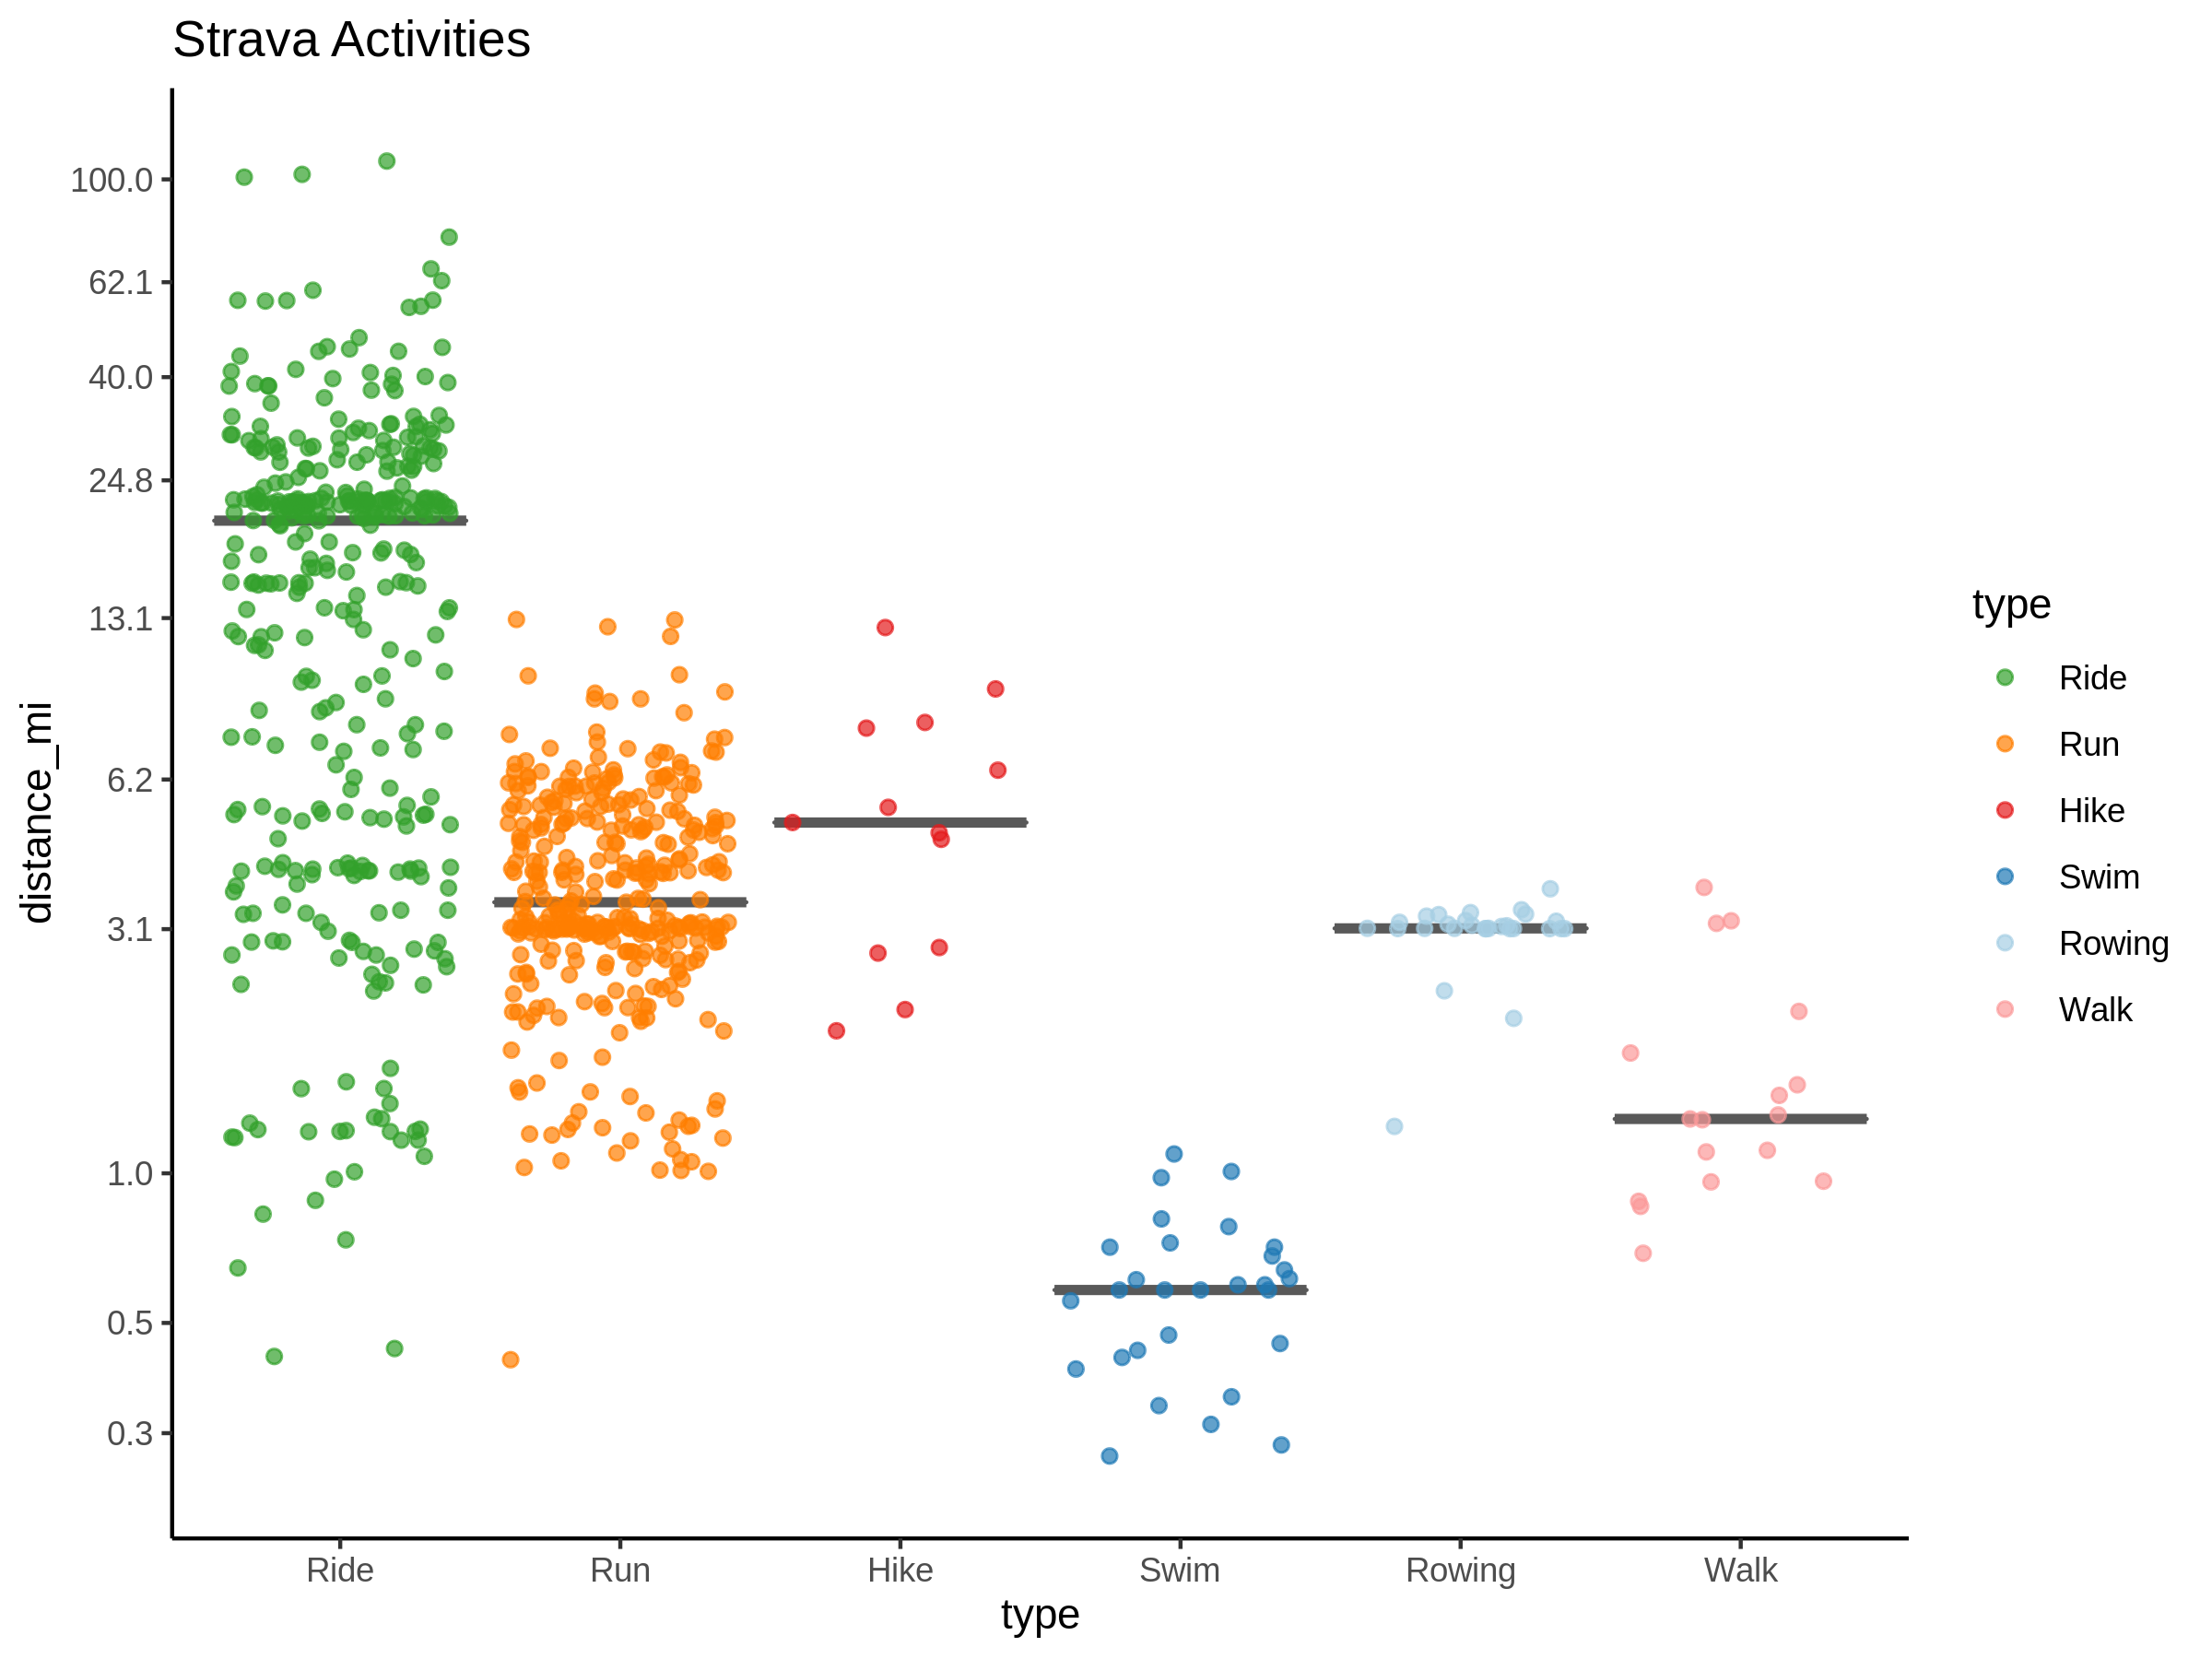 Strava Activities
distance_mi
100.0
62.1
40.0
24.8
13.1
6.2
3.1
1.0
0.5
0.3
Ride
Run
Hike
Swim
Rowing
Walk
type
type
Ride
Run
Hike
Swim
Rowing
Walk